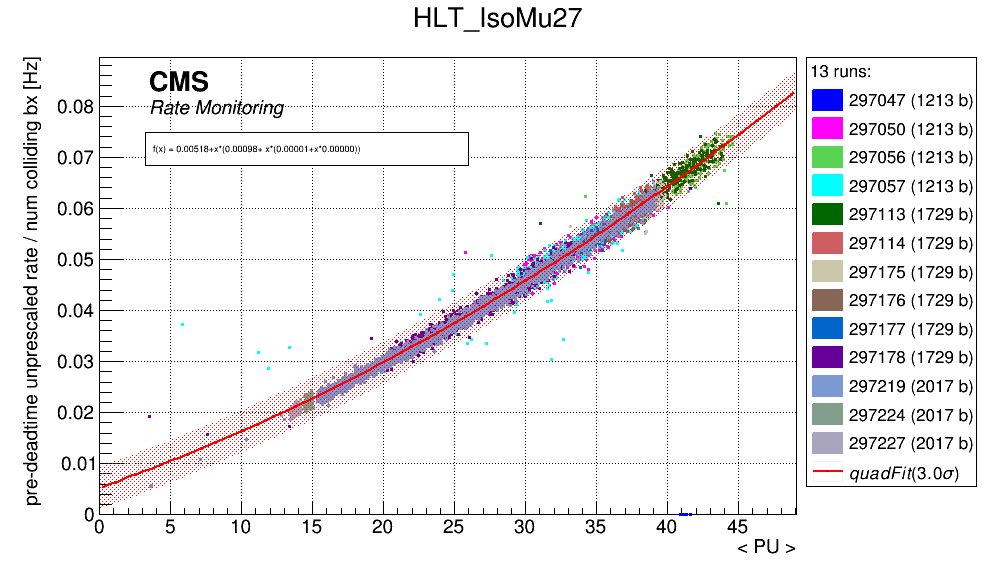 HLT_IsoMu27
pre-deadtime unprescaled rate / num colliding bx [Hz]
CMS
Rate Monitoring
f(x) = 0.00518+x*(0.00098+ x*(0.00001+x*0.00000))
0.08
0.07
0.06
0.05
0.04
0.03
0.02
0.01
0
0 5 10 15 20 25 30 35 40 45
< PU >
13 runs:
297047 (1213 b)
297050 (1213 b)
297056 (1213 b)
297057 (1213 b)
297113 (1729 b)
297114 (1729 b)
297175 (1729 b)
297176 (1729 b)
297177 (1729 b)
297178 (1729 b)
297219 (2017 b)
297224 (2017 b)
297227 (2017 b)
quadFit(3.0σ)